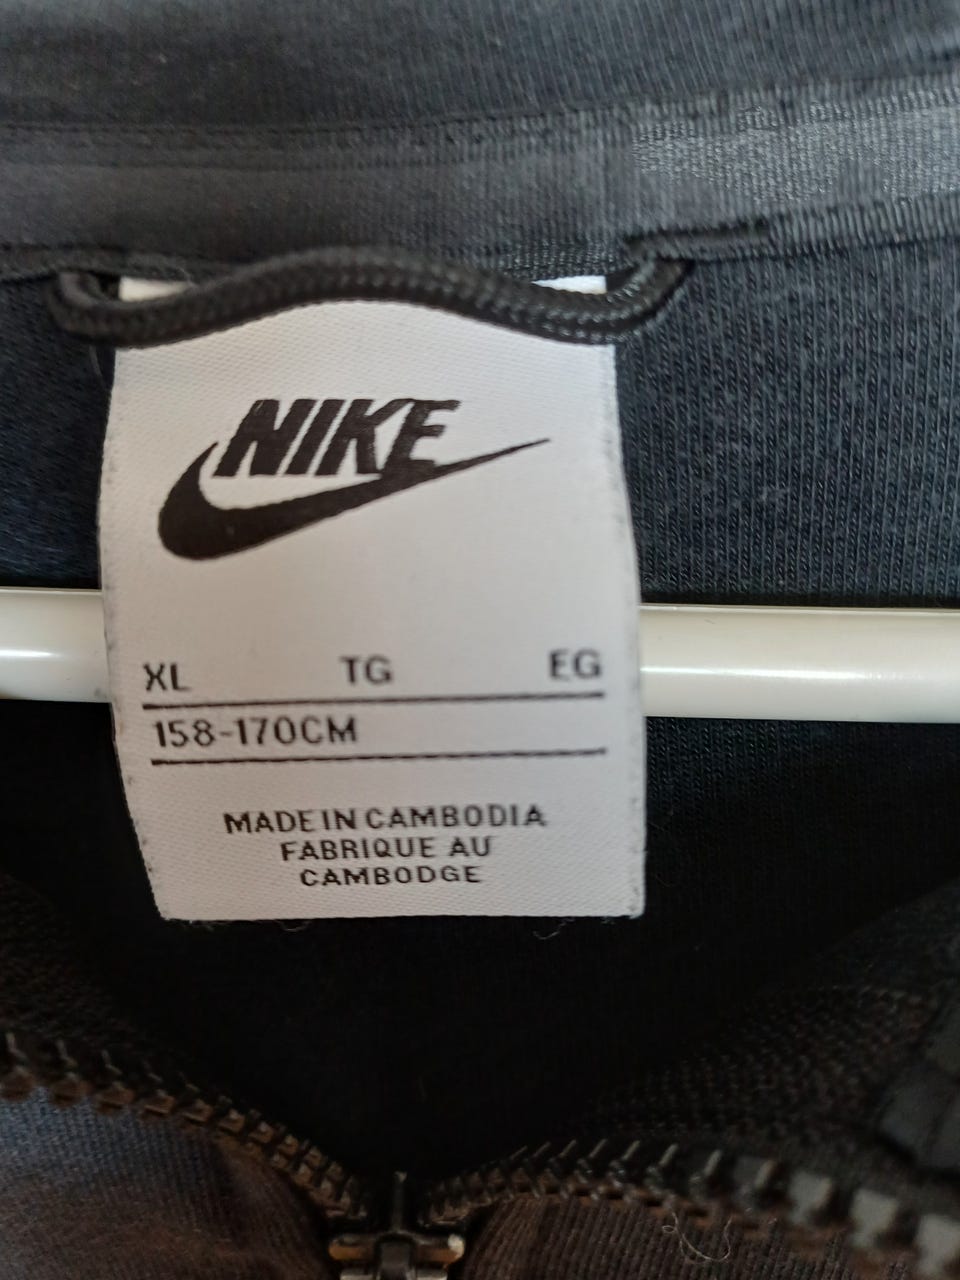 NIKE
XL TG EG
158-170CM
MADE IN CAMBODIA
FABRIQUE AU
CAMBODGE